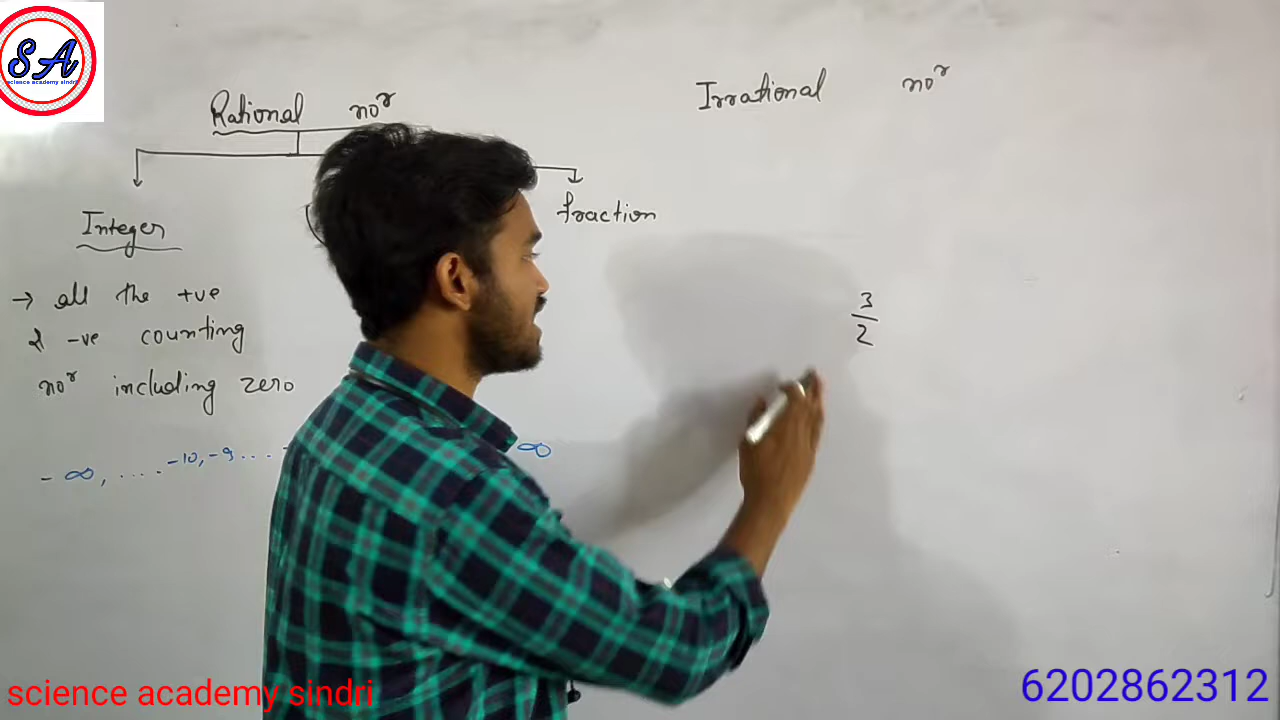 SA
science academy sindri
Rational no^r
Irrational no^r
Integer
fraction
→ all the +ve
& -ve counting
no^r including zero
- ∞, .... -10, -9 ....
∞
3
2
science academy sindri
6202862312